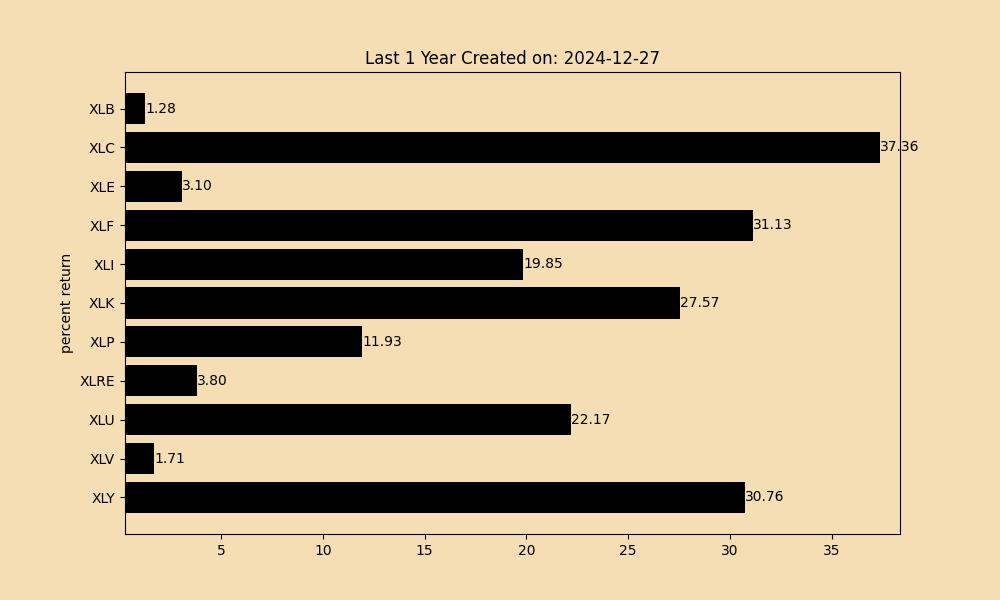 Last 1 Year Created on: 2024-12-27
percent return
XLB 1.28
XLC 37.36
XLE 3.10
XLF 31.13
XLI 19.85
XLK 27.57
XLP 11.93
XLRE 3.80
XLU 22.17
XLV 1.71
XLY 30.76
5 10 15 20 25 30 35